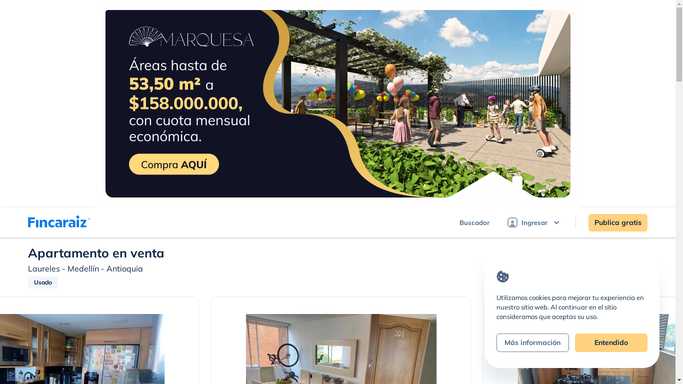 MARQUESA
Áreas hasta de
53,50 m² a
$158.000.000,
con cuota mensual
económica.
Compra AQUÍ
Fincaraiz
Buscador
Ingresar
Publica gratis
Apartamento en venta
Laureles - Medellín - Antioquia
Usado
Utilizamos cookies para mejorar tu experiencia en
nuestro sitio web. Al continuar en el sitio
consideramos que aceptas su uso.
Más información
Entendido